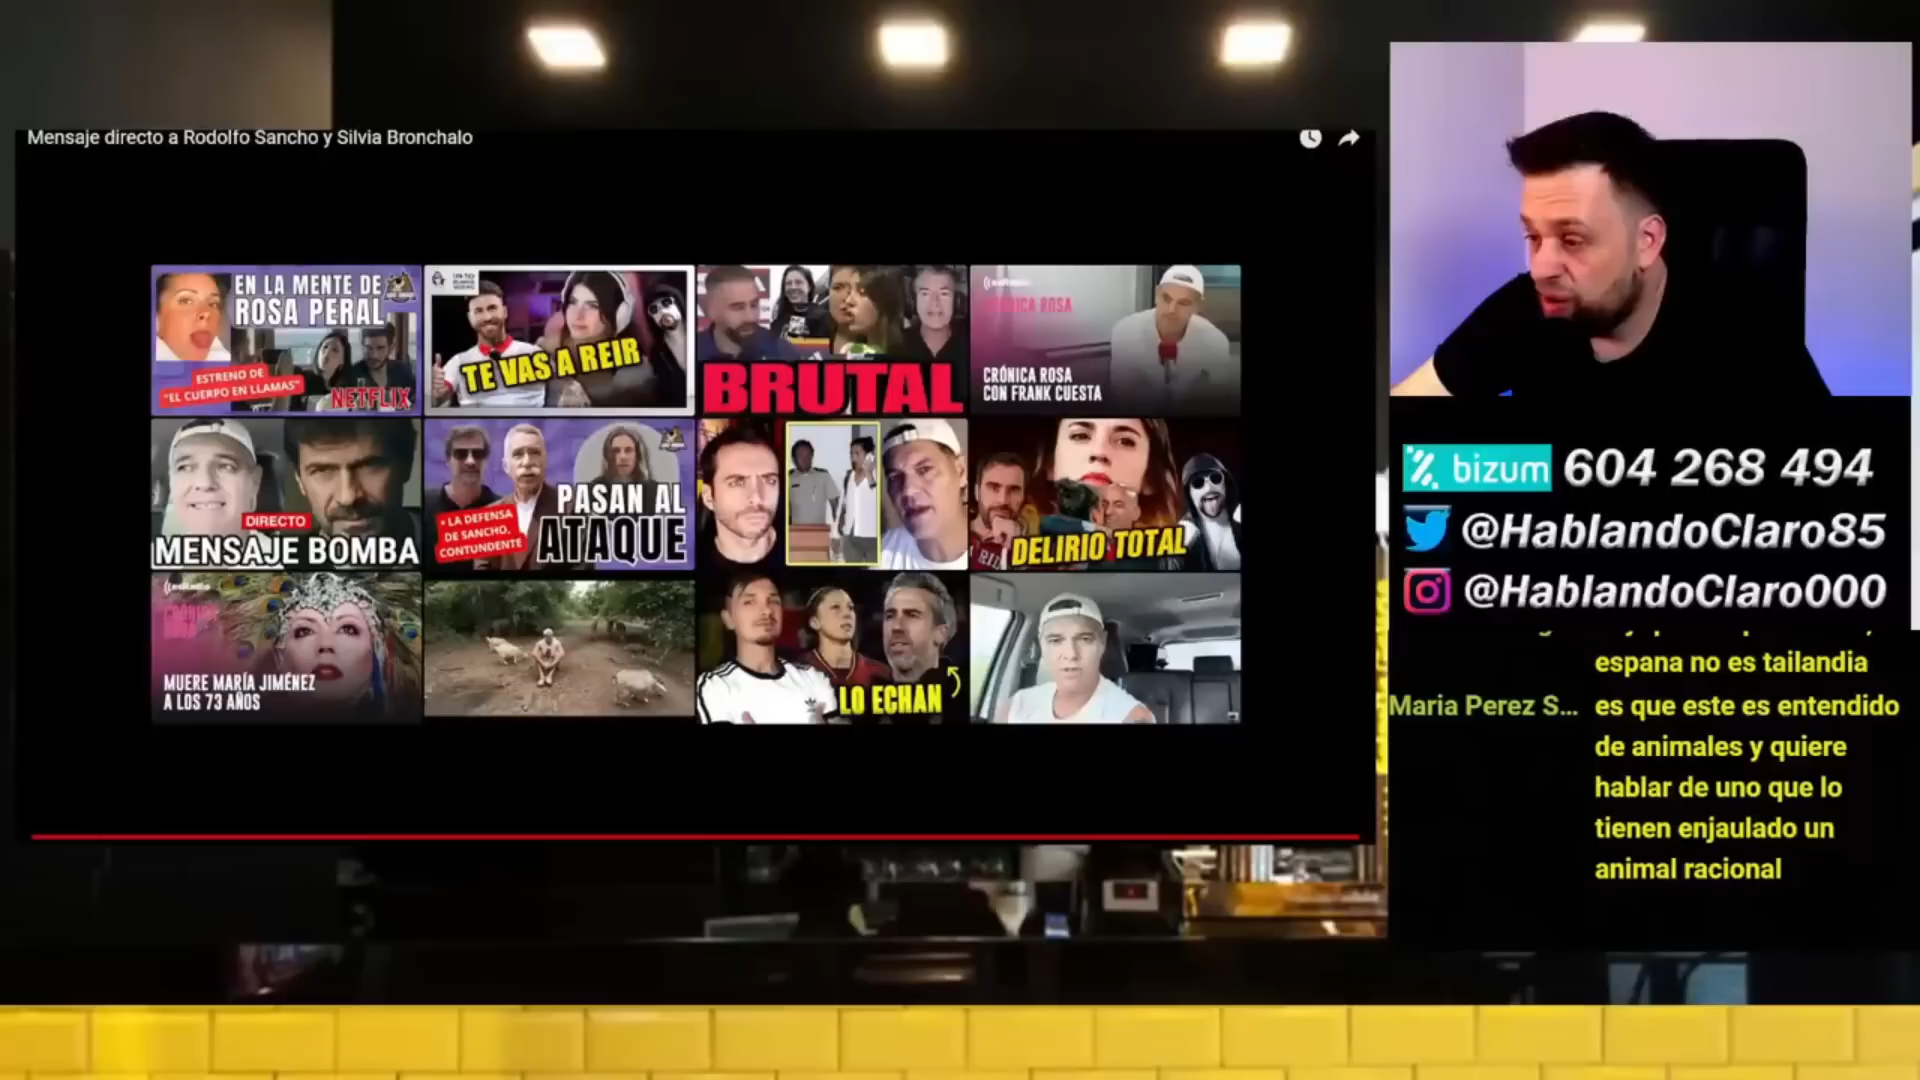 Mensaje directo a Rodolfo Sancho y Silvia Bronchalo
EN LA MENTE DE
ROSA PERAL
ESTRENO DE
"EL CUERPO EN LLAMAS"
NETFLIX
TE VAS A REIR
BRUTAL
CRÓNICA ROSA
CRÓNICA ROSA
CON FRANK CUESTA
DIRECTO
MENSAJE BOMBA
LA DEFENSA
DE SANCHO,
CONTUNDENTE
PASAN AL
ATAQUE
DELIRIO TOTAL
esRadio
MUERE MARÍA JIMÉNEZ
A LOS 73 AÑOS
LO ECHAN
bizum 604 268 494
@HablandoClaro85
@HablandoClaro000
espana no es tailandia
Maria Perez S... es que este es entendido
de animales y quiere
hablar de uno que lo
tienen enjaulado un
animal racional